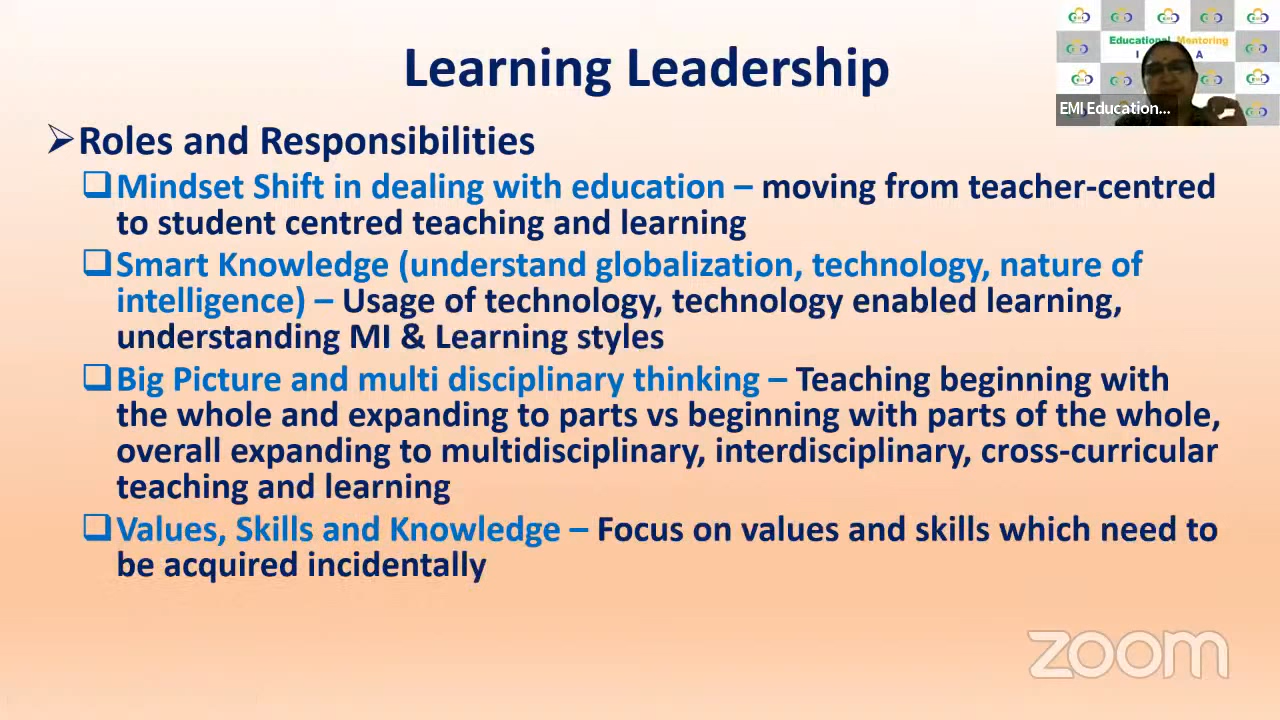 Learning Leadership
Educational Mentoring
I A
EMI Education...
Roles and Responsibilities
Mindset Shift in dealing with education – moving from teacher-centred
to student centred teaching and learning
Smart Knowledge (understand globalization, technology, nature of
intelligence) – Usage of technology, technology enabled learning,
understanding MI & Learning styles
Big Picture and multi disciplinary thinking – Teaching beginning with
the whole and expanding to parts vs beginning with parts of the whole,
overall expanding to multidisciplinary, interdisciplinary, cross-curricular
teaching and learning
Values, Skills and Knowledge – Focus on values and skills which need to
be acquired incidentally
zoom